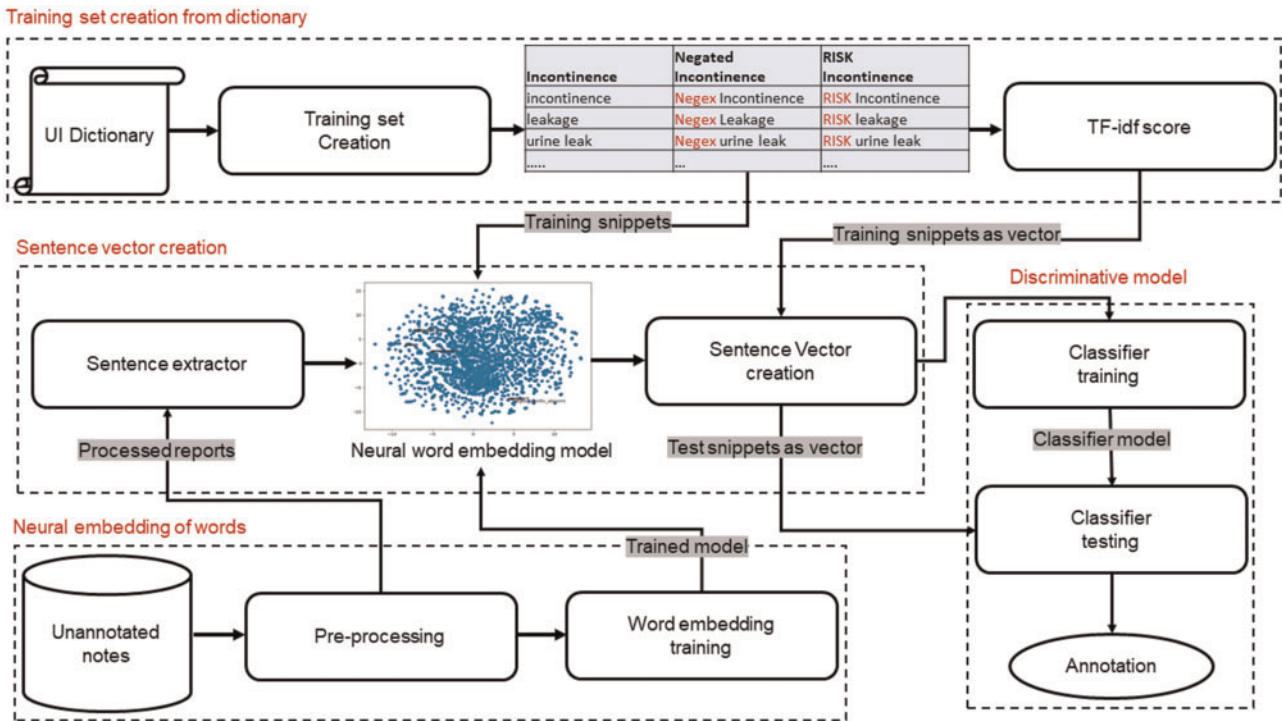 Training set creation from dictionary
UI Dictionary
Training set
Creation
Incontinence
Negated
Incontinence
RISK
Incontinence
incontinence
Negex Incontinence
RISK Incontinence
leakage
Negex Leakage
RISK leakage
urine leak
Negex urine leak
RISK urine leak
.....
...
....
TF-idf score
Training snippets
Training snippets as vector
Sentence vector creation
Discriminative model
Sentence extractor
Neural word embedding model
Sentence Vector
creation
Classifier
training
Processed reports
Test snippets as vector
Classifier model
Classifier
testing
Neural embedding of words
Trained model
Unannotated
notes
Pre-processing
Word embedding
training
Annotation